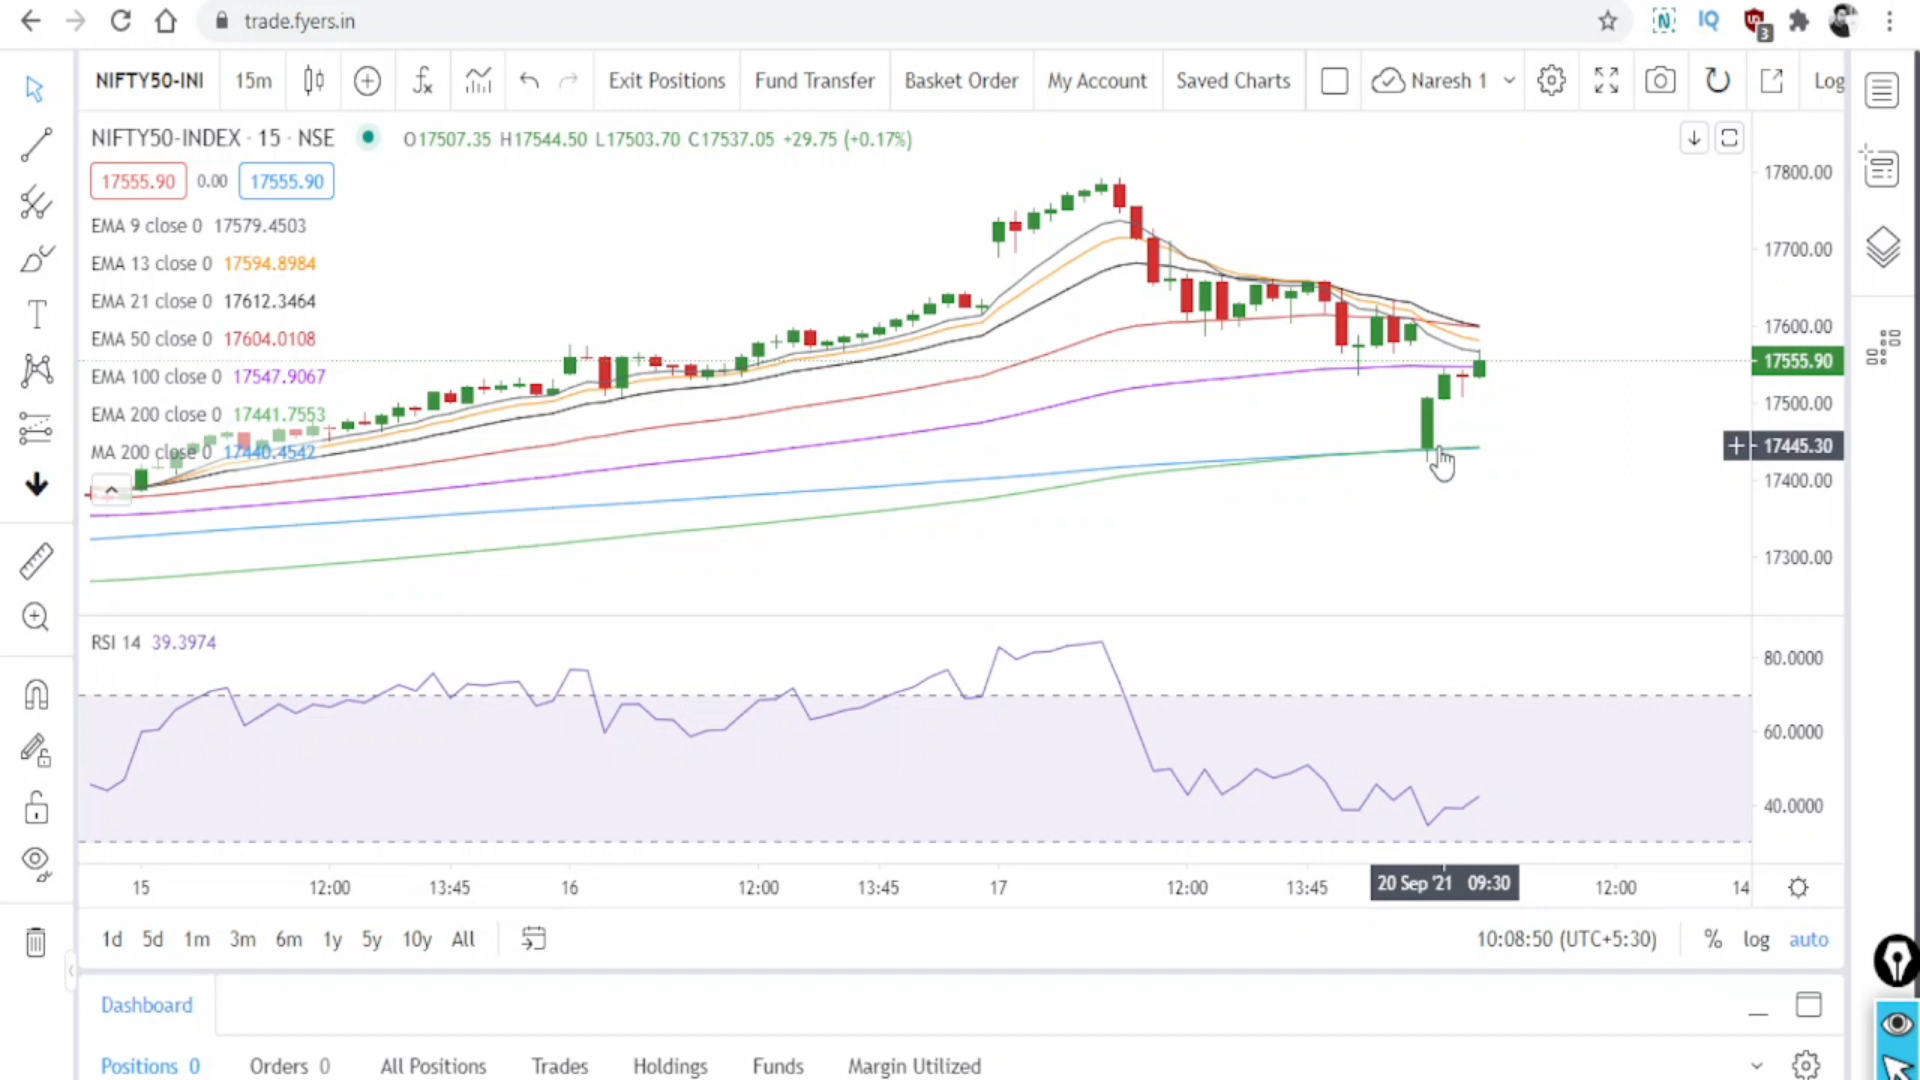 trade.fyers.in
3
NIFTY50-INI 15m Exit Positions Fund Transfer Basket Order My Account Saved Charts Naresh 1 Log
NIFTY50-INDEX · 15 · NSE O17507.35 H17544.50 L17503.70 C17537.05 +29.75 (+0.17%)
17555.90 0.00 17555.90
EMA 9 close 0 17579.4503
EMA 13 close 0 17594.8984
EMA 21 close 0 17612.3464
EMA 50 close 0 17604.0108
EMA 100 close 0 17547.9067
EMA 200 close 0 17441.7553
MA 200 close 0 17440.4542
17800.00
17700.00
17600.00
17555.90
17500.00
17445.30
17400.00
17300.00
RSI 14 39.3974
80.0000
60.0000
40.0000
15 12:00 13:45 16 12:00 13:45 17 12:00 13:45 20 Sep '21 09:30 12:00 14
1d 5d 1m 3m 6m 1y 5y 10y All 10:08:50 (UTC+5:30) % log auto
Dashboard
Positions 0 Orders 0 All Positions Trades Holdings Funds Margin Utilized